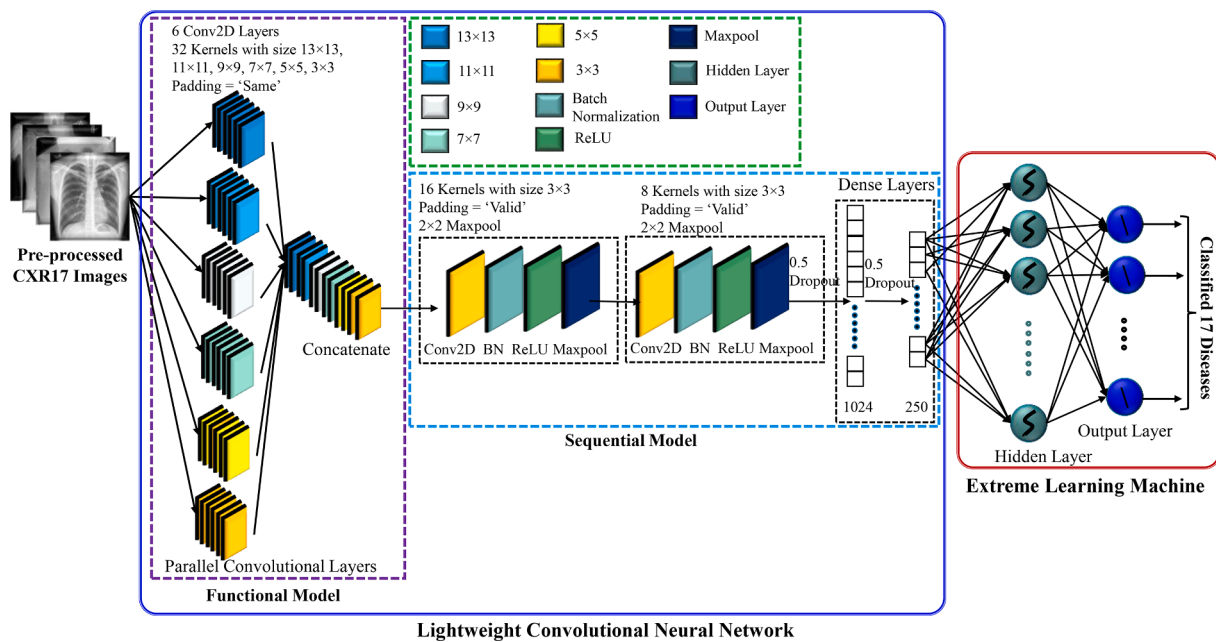 6 Conv2D Layers
32 Kernels with size 13×13,
11×11, 9×9, 7×7, 5×5, 3×3
Padding = ‘Same’
Pre-processed
CXR17 Images
Concatenate
Parallel Convolutional Layers
Functional Model
13×13
11×11
9×9
7×7
5×5
3×3
Batch
Normalization
ReLU
Maxpool
Hidden Layer
Output Layer
16 Kernels with size 3×3
Padding = ‘Valid’
2×2 Maxpool
Conv2D BN ReLU Maxpool
8 Kernels with size 3×3
Padding = ‘Valid’
2×2 Maxpool
Conv2D BN ReLU Maxpool
0.5
Dropout
Dense Layers
0.5
Dropout
1024
250
Sequential Model
Hidden Layer
Output Layer
Classified 17 Diseases
Extreme Learning Machine
Lightweight Convolutional Neural Network